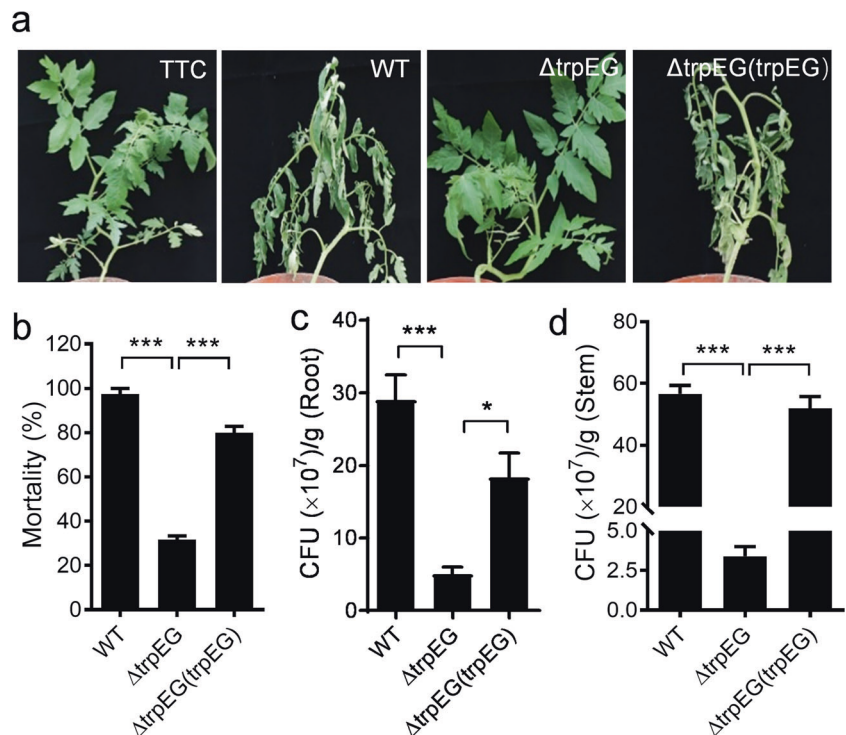 a
TTC
WT
ΔtrpEG
ΔtrpEG(trpEG)
b
Mortality (%)
120
100
80
60
40
20
0
***
***
WT
ΔtrpEG
ΔtrpEG(trpEG)
c
CFU (×10⁷)/g (Root)
40
30
20
10
0
***
*
WT
ΔtrpEG
ΔtrpEG(trpEG)
d
CFU (×10⁷)/g (Stem)
80
60
40
20
5.0
2.5
0.0
***
***
WT
ΔtrpEG
ΔtrpEG(trpEG)